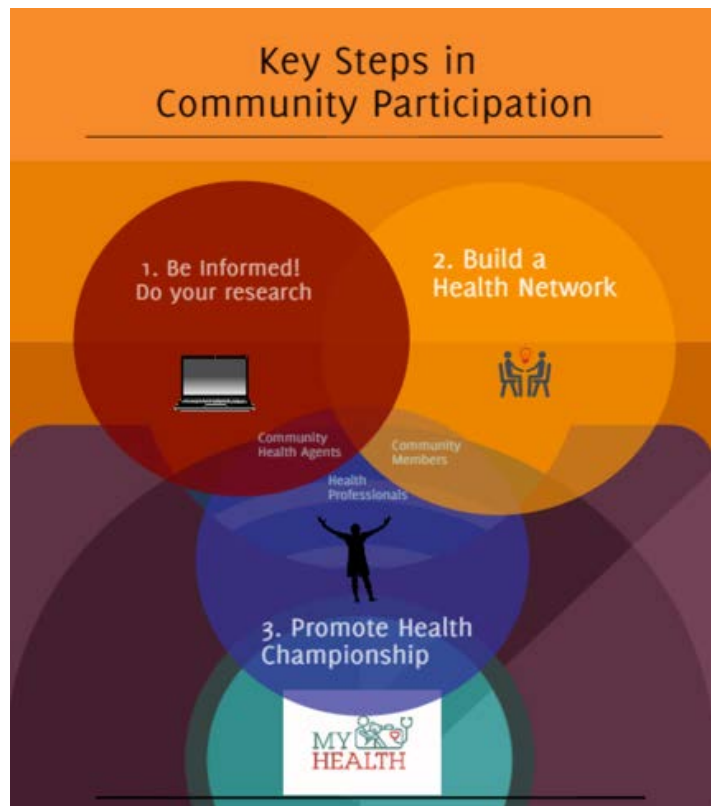 Key Steps in
Community Participation
1. Be Informed!
Do your research
2. Build a
Health Network
Community
Health Agents
Community
Members
Health
Professionals
3. Promote Health
Championship
MY
HEALTH